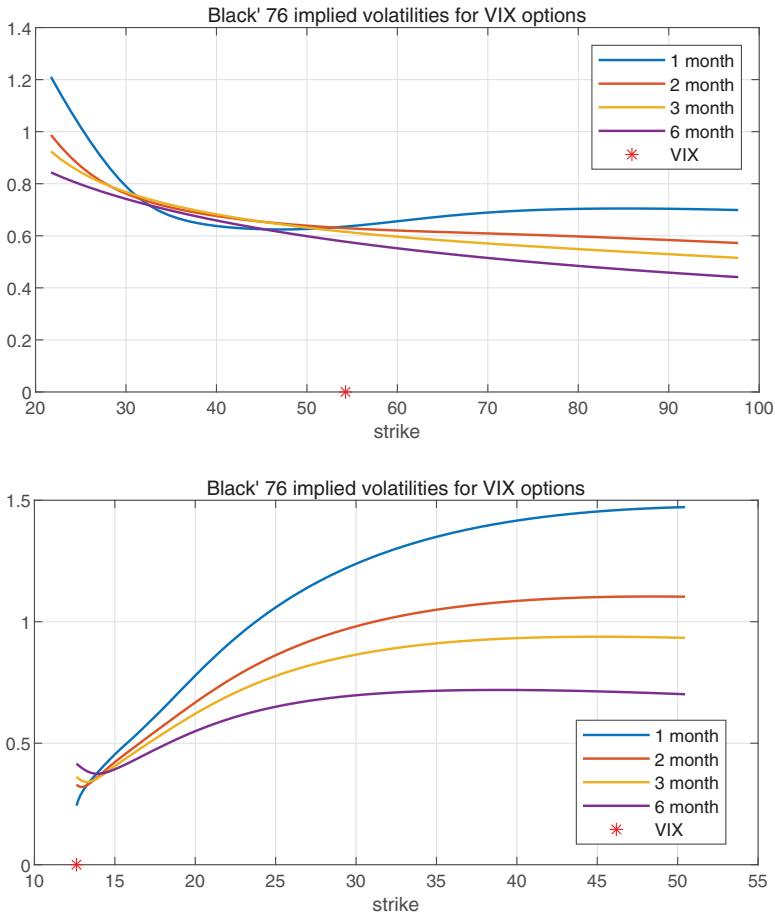 Black' 76 implied volatilities for VIX options
1.4
1.2
1
0.8
0.6
0.4
0.2
0
1 month
2 month
3 month
6 month
VIX
20 30 40 50 60 70 80 90 100
strike
Black' 76 implied volatilities for VIX options
1.5
1
0.5
0
1 month
2 month
3 month
6 month
VIX
10 15 20 25 30 35 40 45 50 55
strike